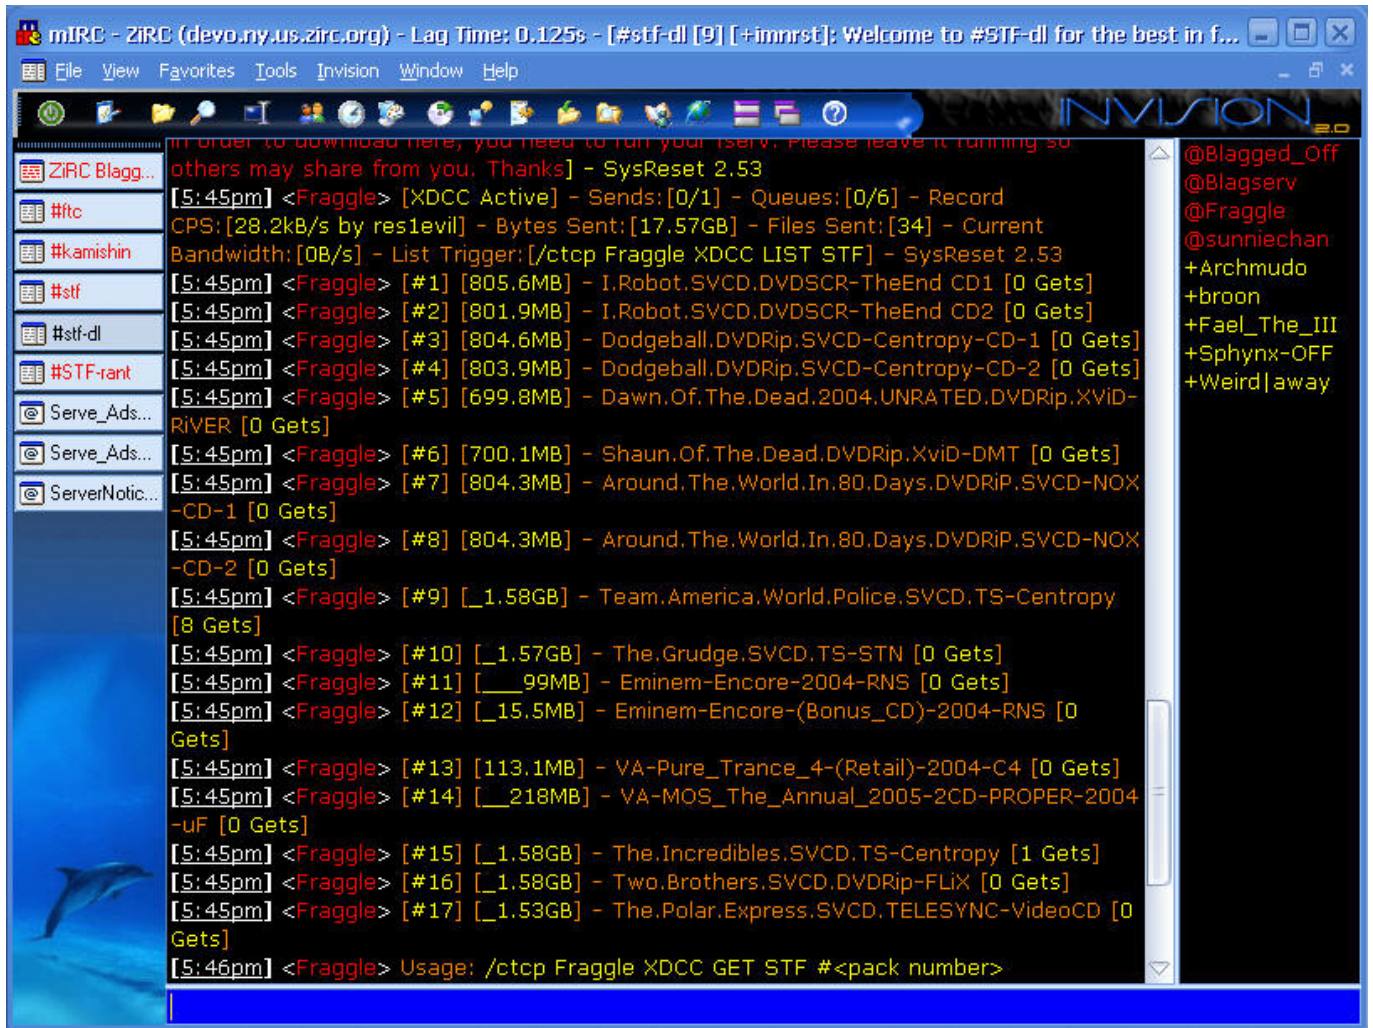 mIRC - ZiRC (devo.ny.us.zirc.org) - Lag Time: 0.125s - [#stf-dl [9] [+imnrst]: Welcome to #STF-dl for the best in f...
File View Favorites Tools Invision Window Help
INVISION 2.0
ZiRC Blagg...
#ftc
#kamishin
#stf
#stf-dl
#STF-rant
Serve_Ads...
Serve_Ads...
ServerNotic...
in order to download here, you need to run your fserv. Please leave it running so
others may share from you. Thanks] - SysReset 2.53
[5:45pm] <Fraggle> [XDCC Active] - Sends:[0/1] - Queues:[0/6] - Record
CPS:[28.2kB/s by res1evil] - Bytes Sent:[17.57GB] - Files Sent:[34] - Current
Bandwidth:[0B/s] - List Trigger:[/ctcp Fraggle XDCC LIST STF] - SysReset 2.53
[5:45pm] <Fraggle> [#1] [805.6MB] - I.Robot.SVCD.DVDSCR-TheEnd CD1 [0 Gets]
[5:45pm] <Fraggle> [#2] [801.9MB] - I.Robot.SVCD.DVDSCR-TheEnd CD2 [0 Gets]
[5:45pm] <Fraggle> [#3] [804.6MB] - Dodgeball.DVDRip.SVCD-Centropy-CD-1 [0 Gets]
[5:45pm] <Fraggle> [#4] [803.9MB] - Dodgeball.DVDRip.SVCD-Centropy-CD-2 [0 Gets]
[5:45pm] <Fraggle> [#5] [699.8MB] - Dawn.Of.The.Dead.2004.UNRATED.DVDRip.XViD-
RiVER [0 Gets]
[5:45pm] <Fraggle> [#6] [700.1MB] - Shaun.Of.The.Dead.DVDRip.XviD-DMT [0 Gets]
[5:45pm] <Fraggle> [#7] [804.3MB] - Around.The.World.In.80.Days.DVDRiP.SVCD-NOX
-CD-1 [0 Gets]
[5:45pm] <Fraggle> [#8] [804.3MB] - Around.The.World.In.80.Days.DVDRiP.SVCD-NOX
-CD-2 [0 Gets]
[5:45pm] <Fraggle> [#9] [_1.58GB] - Team.America.World.Police.SVCD.TS-Centropy
[8 Gets]
[5:45pm] <Fraggle> [#10] [_1.57GB] - The.Grudge.SVCD.TS-STN [0 Gets]
[5:45pm] <Fraggle> [#11] [___99MB] - Eminem-Encore-2004-RNS [0 Gets]
[5:45pm] <Fraggle> [#12] [_15.5MB] - Eminem-Encore-(Bonus_CD)-2004-RNS [0
Gets]
[5:45pm] <Fraggle> [#13] [113.1MB] - VA-Pure_Trance_4-(Retail)-2004-C4 [0 Gets]
[5:45pm] <Fraggle> [#14] [__218MB] - VA-MOS_The_Annual_2005-2CD-PROPER-2004
-uF [0 Gets]
[5:45pm] <Fraggle> [#15] [_1.58GB] - The.Incredibles.SVCD.TS-Centropy [1 Gets]
[5:45pm] <Fraggle> [#16] [_1.58GB] - Two.Brothers.SVCD.DVDRip-FLiX [0 Gets]
[5:45pm] <Fraggle> [#17] [_1.53GB] - The.Polar.Express.SVCD.TELESYNC-VideoCD [0
Gets]
[5:46pm] <Fraggle> Usage: /ctcp Fraggle XDCC GET STF #<pack number>
@Blagged_Off
@Blagserv
@Fraggle
@sunniechan
+Archmudo
+broon
+Fael_The_III
+Sphynx-OFF
+Weird|away